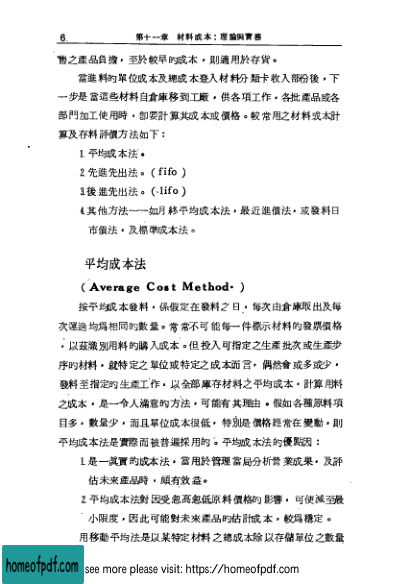 6.　第十一章　材料成本：理論與實務
售之產品負擔，至於較早的成本，則適用於存貨。
當進料的單位成本及總成本登入材料分類卡收入部份後，下
一步是當這些材料自倉庫移到工廠，供各項工作，各批產品或各
部門加工使用時，卽要計算其成本或價格。較常用之材料成本計
算及存料評價方法如下：
1. 平均成本法。
2. 先進先出法。(fifo)
3. 後進先出法。(lifo)
4. 其他方法——如月終平均成本法，最近進價法，或發料日
市價法，及標準成本法。
平均成本法
(Average Cost Method.)
按平均成本發料，係假定在發料之日，每次由倉庫取出及每
次運送均爲相同的數量。常常不可能每一件標示材料的發票價格
，以茲識別用料的購入成本。但投入可指定之生產批次或生產步
序的材料，就特定之單位或特定之成本而言，偶然會或多或少，
發料至指定的生產工作，以全部庫存材料之平均成本，計算用料
之成本，是一令人滿意的方法，可能有其理由。假如各種原料項
目多，數量少，而且單位成本很低，特別是價格經常在變動，則
平均成本法是實際而被普遍採用的。平均成本法的優點因：
1. 是一眞實的成本法，當用於管理當局分析營業成果，及評
估未來產品時，頗有效益。
2. 平均成本法對因受忽高忽低原料價格的影響，可使減至最
小限度，因此可能對未來產品的估計成本，較爲穩定。
用移動平均法是以某特定材料之總成本除以存儲單位之數量
homeofpdf.com
see more please visit: https://homeofpdf.com